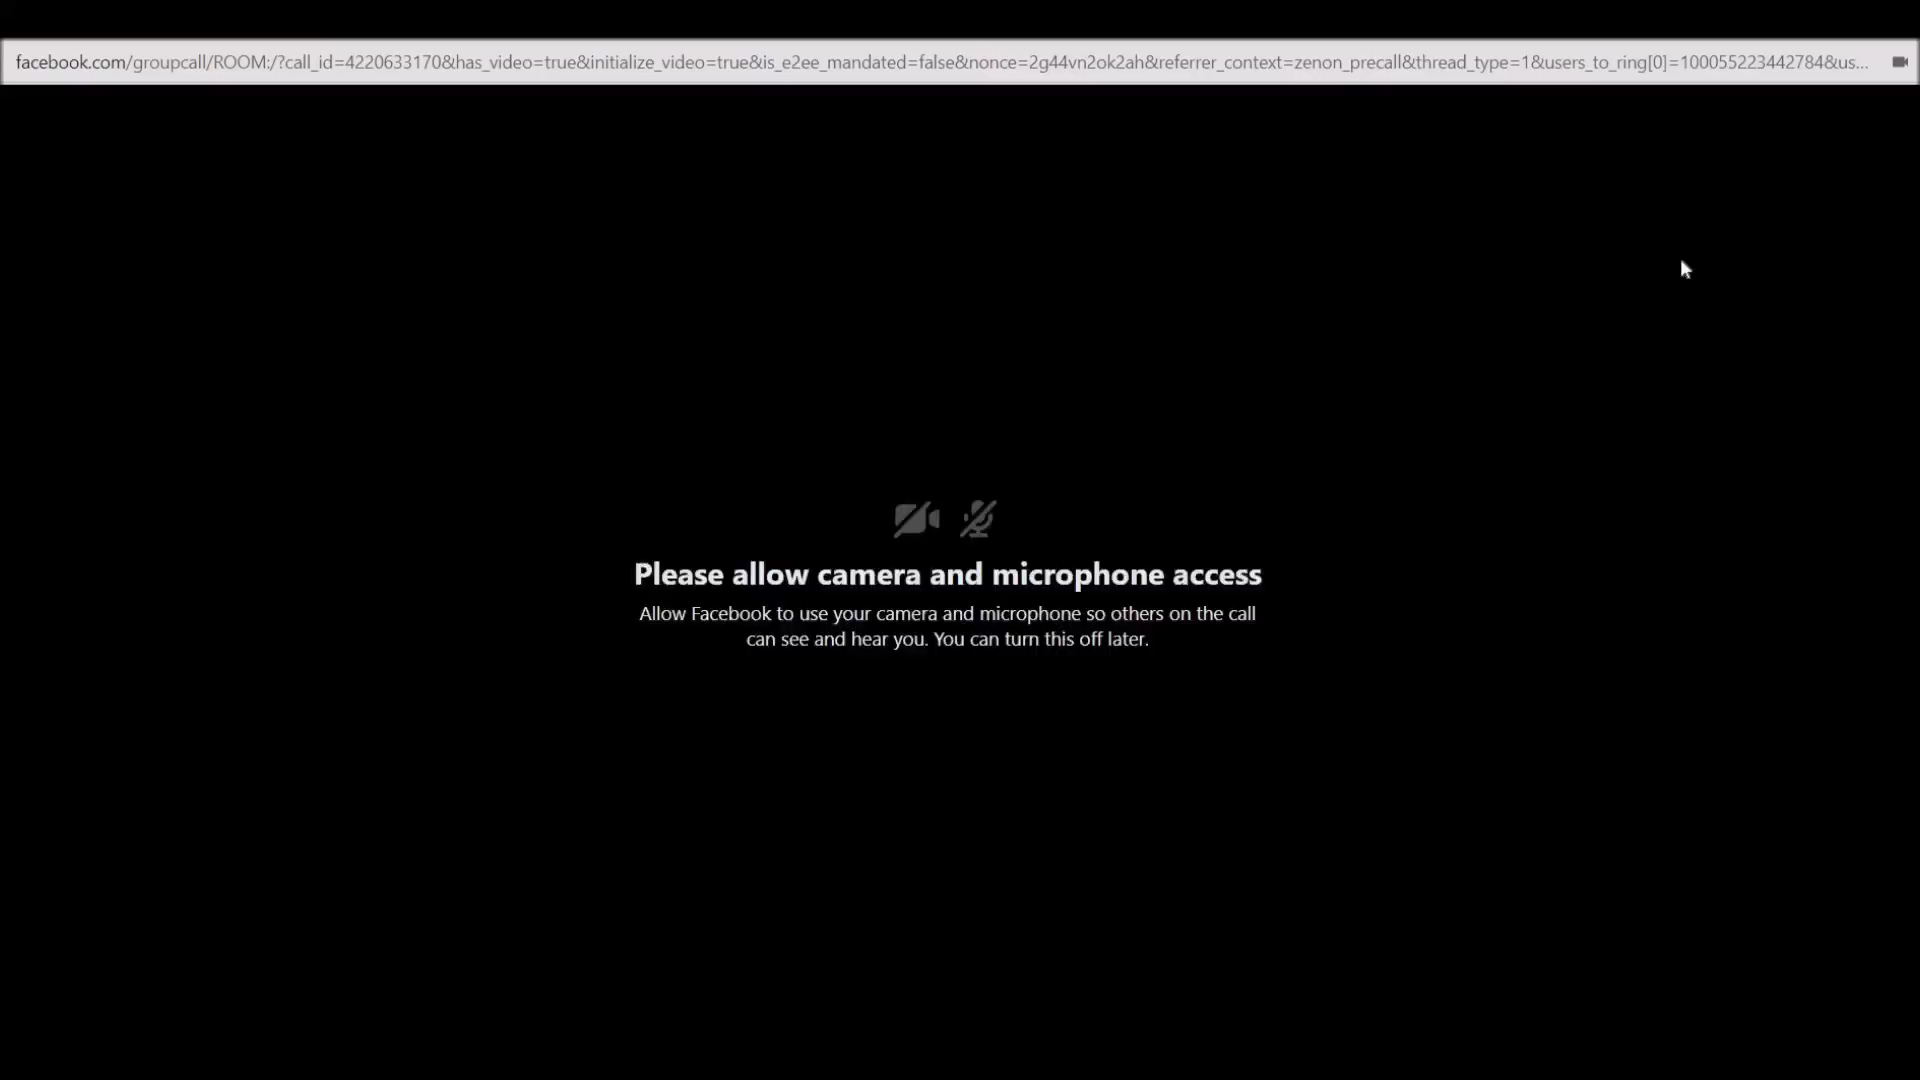 facebook.com/groupcall/ROOM:/?call_id=4220633170&has_video=true&initialize_video=true&is_e2ee_mandated=false&nonce=2g44vn2ok2ah&referrer_context=zenon_precall&thread_type=1&users_to_ring[0]=100055223442784&us...
Please allow camera and microphone access
Allow Facebook to use your camera and microphone so others on the call
can see and hear you. You can turn this off later.